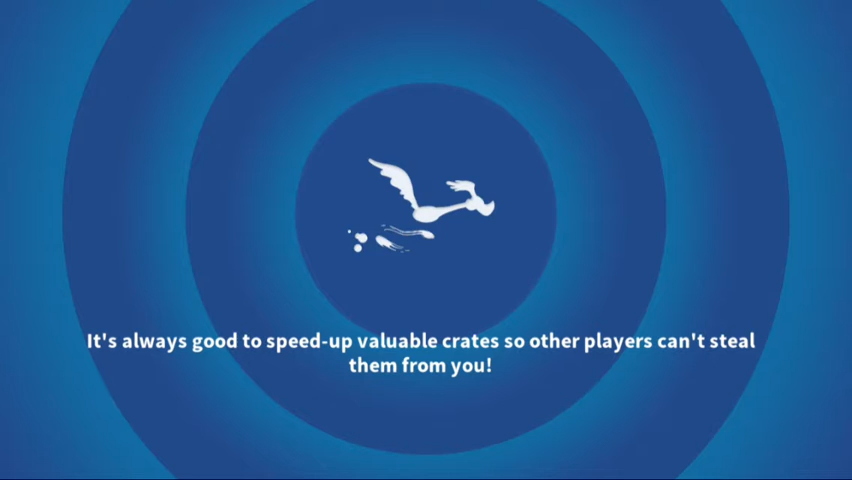 It's always good to speed-up valuable crates so other players can't steal
them from you!